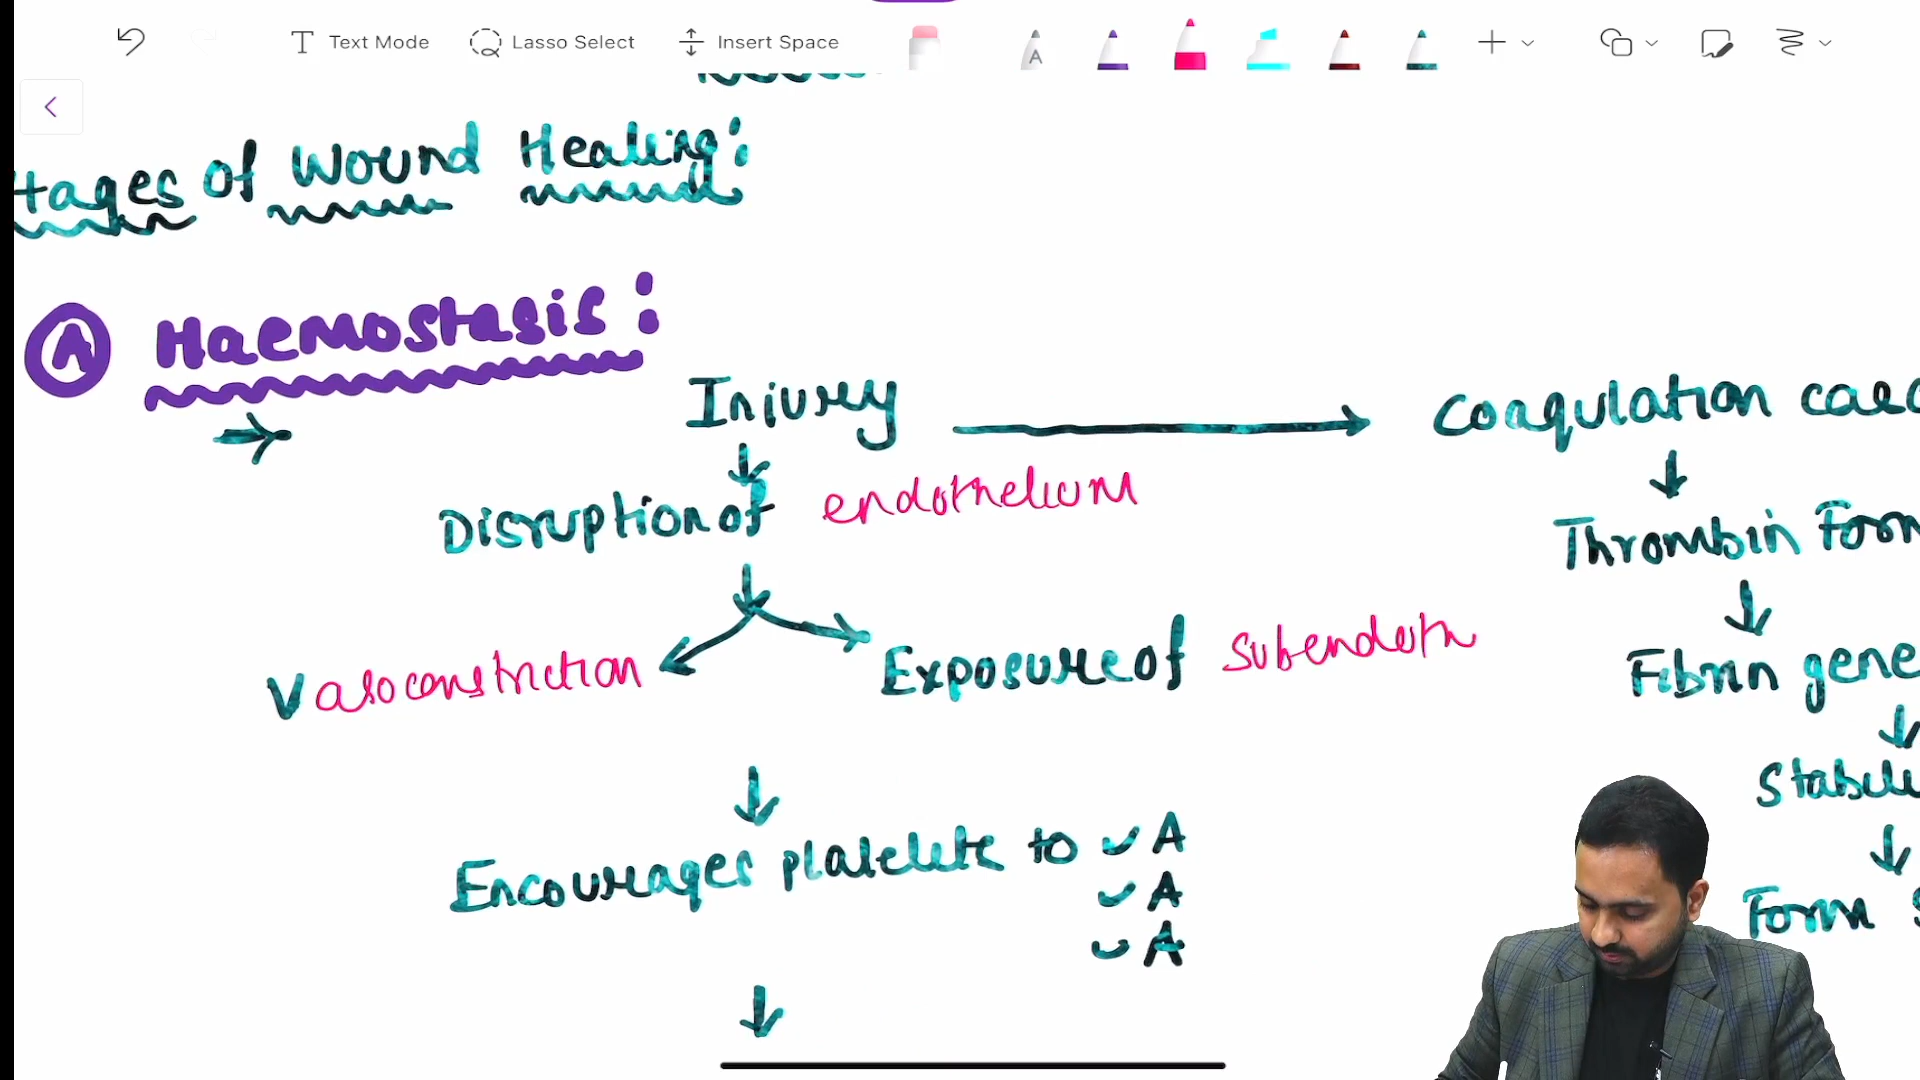 Text Mode Lasso Select Insert Space
tages of Wound Healing:
A Haemostasis:
Injury Coagulation casc
Disruption of endothelium
Thrombin Form
Vasoconstriction Exposure of subendoth
Fibrin gene
Stabili
Encourages platelets to A
A
A
Form S